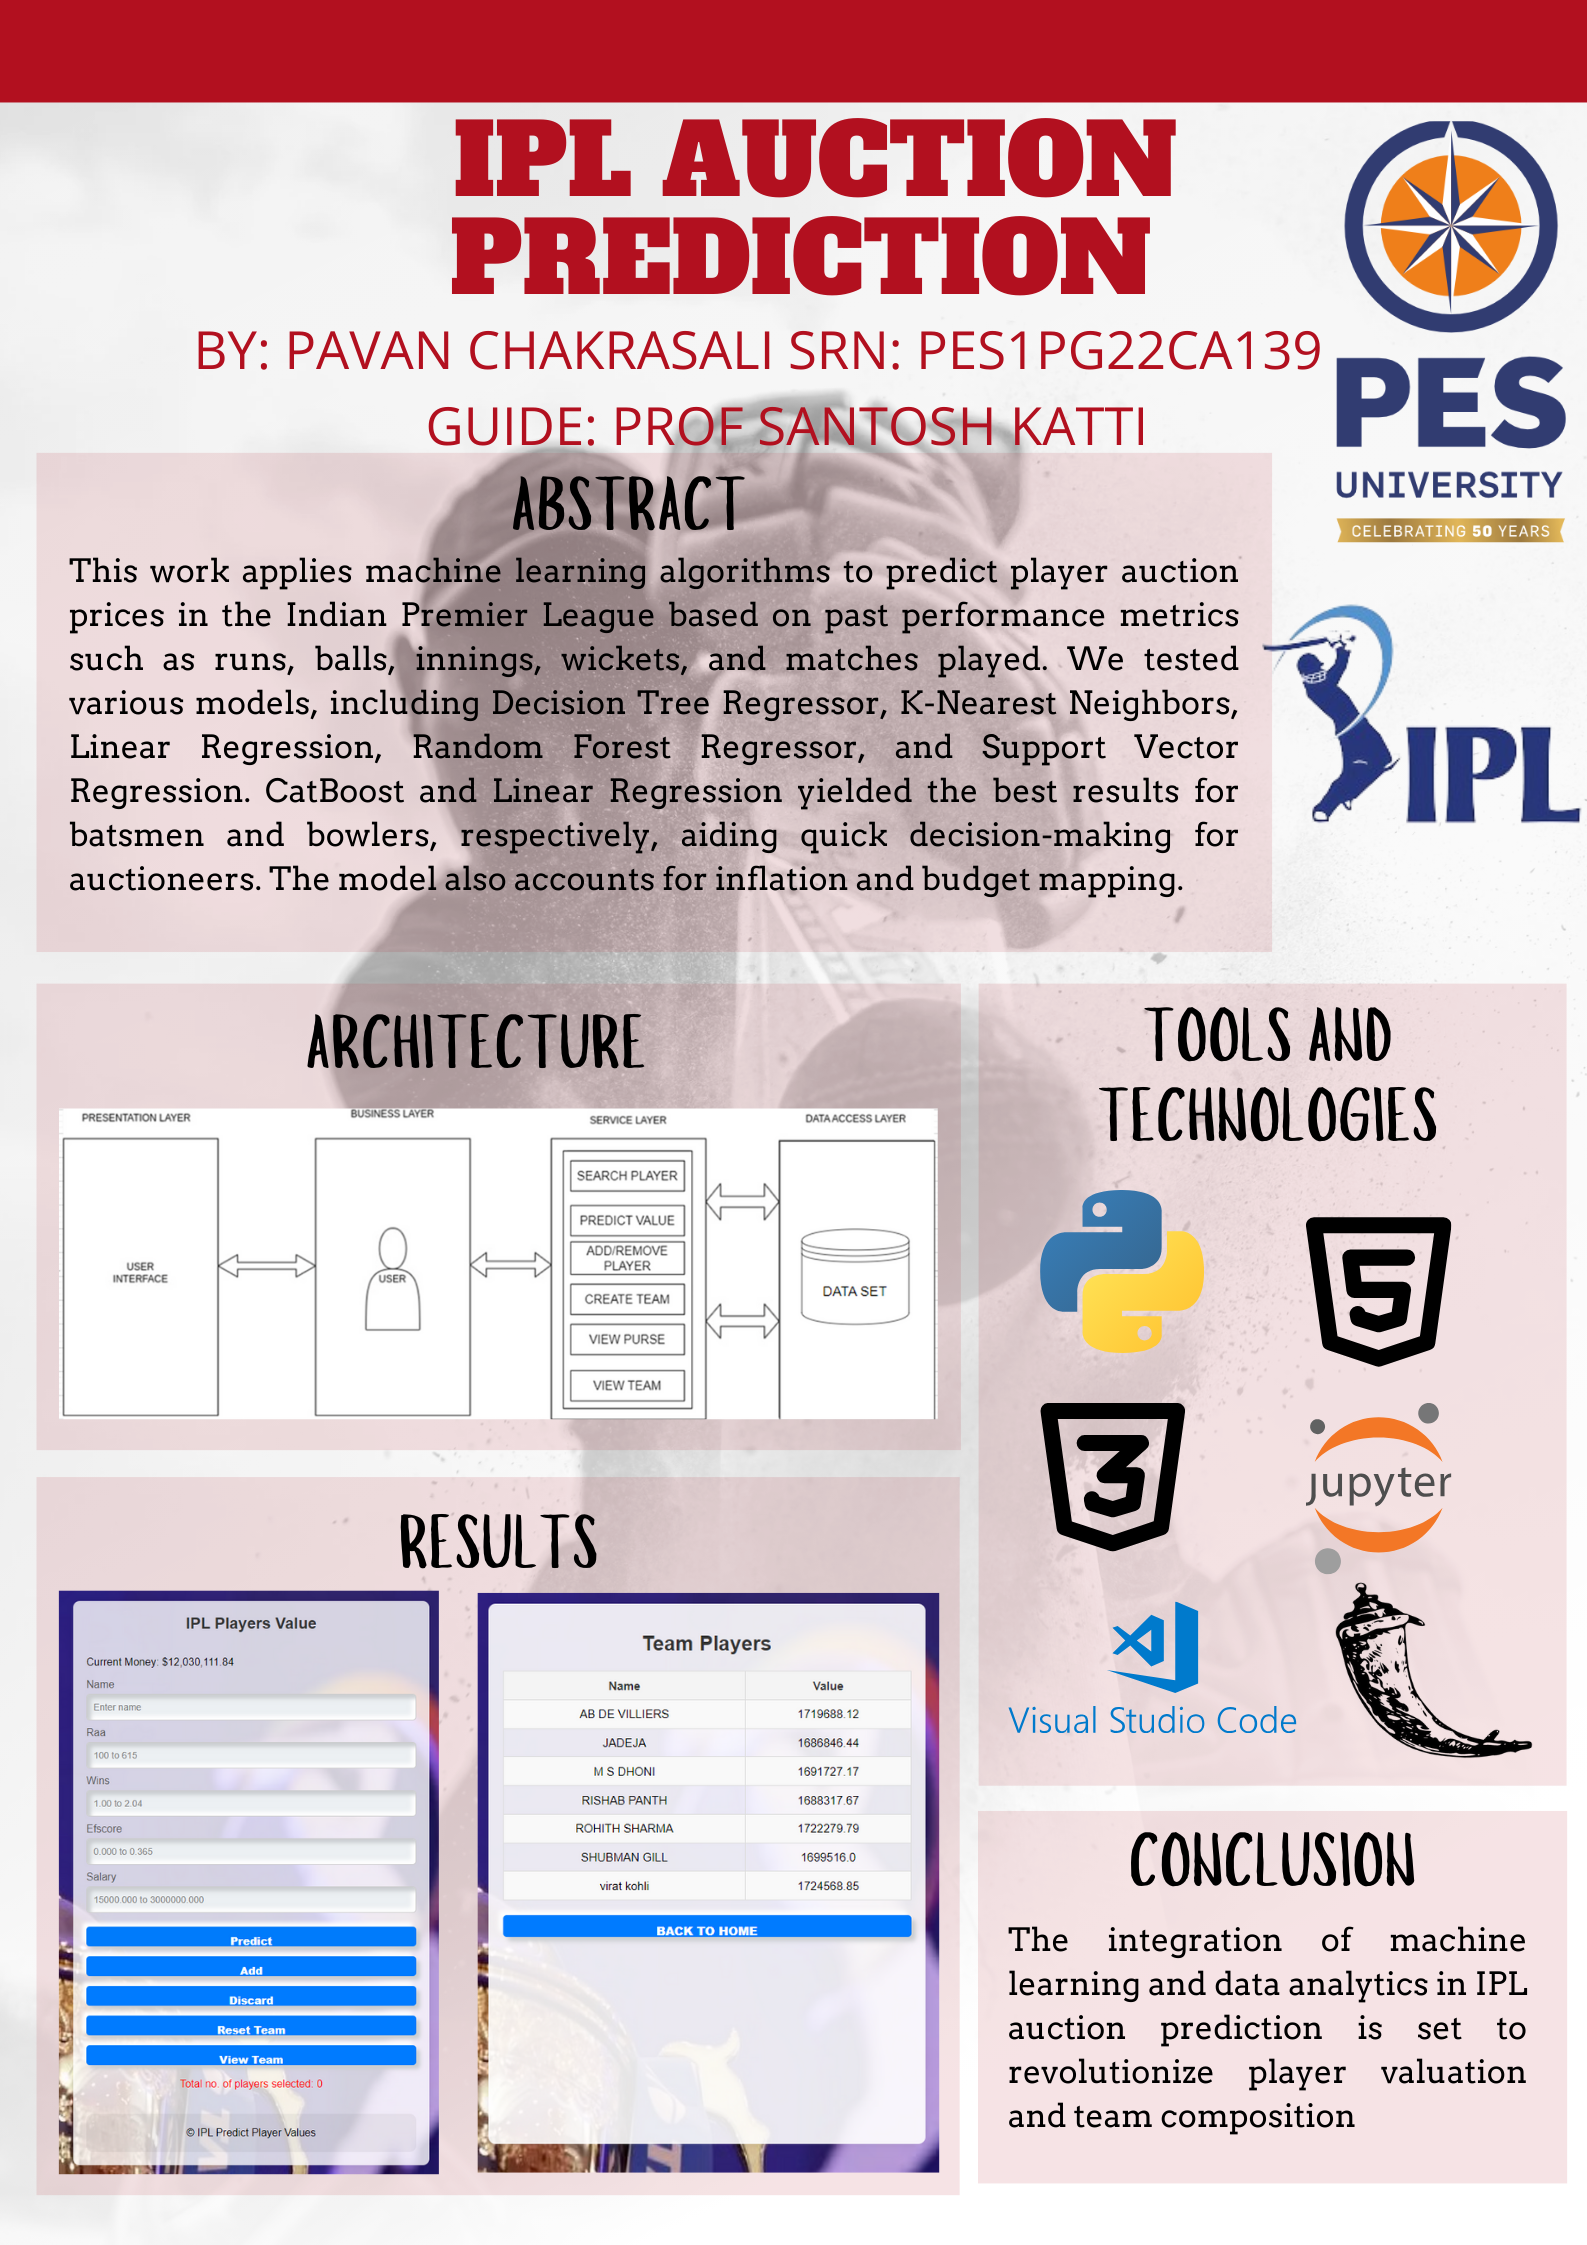 IPL AUCTION
PREDICTION
BY: PAVAN CHAKRASALI SRN: PES1PG22CA139
GUIDE: PROF SANTOSH KATTI
PES
UNIVERSITY
CELEBRATING 50 YEARS
IPL
ABSTRACT
This work applies machine learning algorithms to predict player auction
prices in the Indian Premier League based on past performance metrics
such as runs, balls, innings, wickets, and matches played. We tested
various models, including Decision Tree Regressor, K-Nearest Neighbors,
Linear Regression, Random Forest Regressor, and Support Vector
Regression. CatBoost and Linear Regression yielded the best results for
batsmen and bowlers, respectively, aiding quick decision-making for
auctioneers. The model also accounts for inflation and budget mapping.
ARCHITECTURE
PRESENTATION LAYER
BUSINESS LAYER
SERVICE LAYER
DATA ACCESS LAYER
USER
INTERFACE
USER
SEARCH PLAYER
PREDICT VALUE
ADD/REMOVE
PLAYER
CREATE TEAM
VIEW PURSE
VIEW TEAM
DATA SET
TOOLS AND
TECHNOLOGIES
5
3
jupyter
Visual Studio Code
RESULTS
IPL Players Value
Current Money: $12,030,111.84
Name
Enter name
Raa
100 to 615
Wins
1.00 to 2.04
Efscore
0.000 to 0.365
Salary
15000.000 to 3000000.000
Predict
Add
Discard
Reset Team
View Team
Total no. of players selected: 0
© IPL Predict Player Values
Team Players
Name Value
AB DE VILLIERS 1719688.12
JADEJA 1686846.44
M S DHONI 1691727.17
RISHAB PANTH 1688317.67
ROHITH SHARMA 1722279.79
SHUBMAN GILL 1699516.0
virat kohli 1724568.85
BACK TO HOME
CONCLUSION
The integration of machine
learning and data analytics in IPL
auction prediction is set to
revolutionize player valuation
and team composition